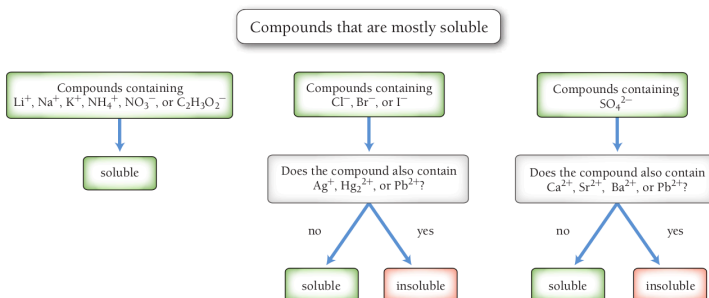 Compounds that are mostly soluble
Compounds containing
Li⁺, Na⁺, K⁺, NH₄⁺, NO₃⁻, or C₂H₃O₂⁻
soluble
Compounds containing
Cl⁻, Br⁻, or I⁻
Does the compound also contain
Ag⁺, Hg₂²⁺, or Pb²⁺?
no
yes
soluble
insoluble
Compounds containing
SO₄²⁻
Does the compound also contain
Ca²⁺, Sr²⁺, Ba²⁺, or Pb²⁺?
no
yes
soluble
insoluble